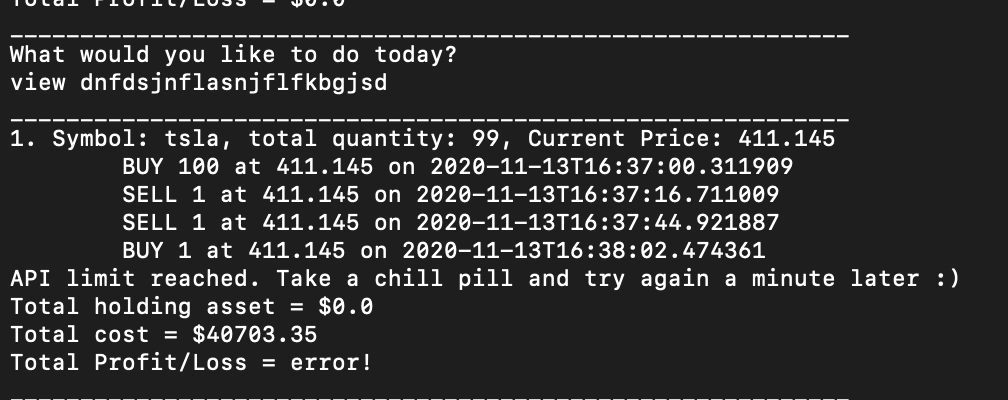 Total Profit/Loss = $0.0
____________________________________________________________
What would you like to do today?
view dnfdsjnflasnjflfkbgjsd
____________________________________________________________
1. Symbol: tsla, total quantity: 99, Current Price: 411.145
BUY 100 at 411.145 on 2020-11-13T16:37:00.311909
SELL 1 at 411.145 on 2020-11-13T16:37:16.711009
SELL 1 at 411.145 on 2020-11-13T16:37:44.921887
BUY 1 at 411.145 on 2020-11-13T16:38:02.474361
API limit reached. Take a chill pill and try again a minute later :)
Total holding asset = $0.0
Total cost = $40703.35
Total Profit/Loss = error!
____________________________________________________________